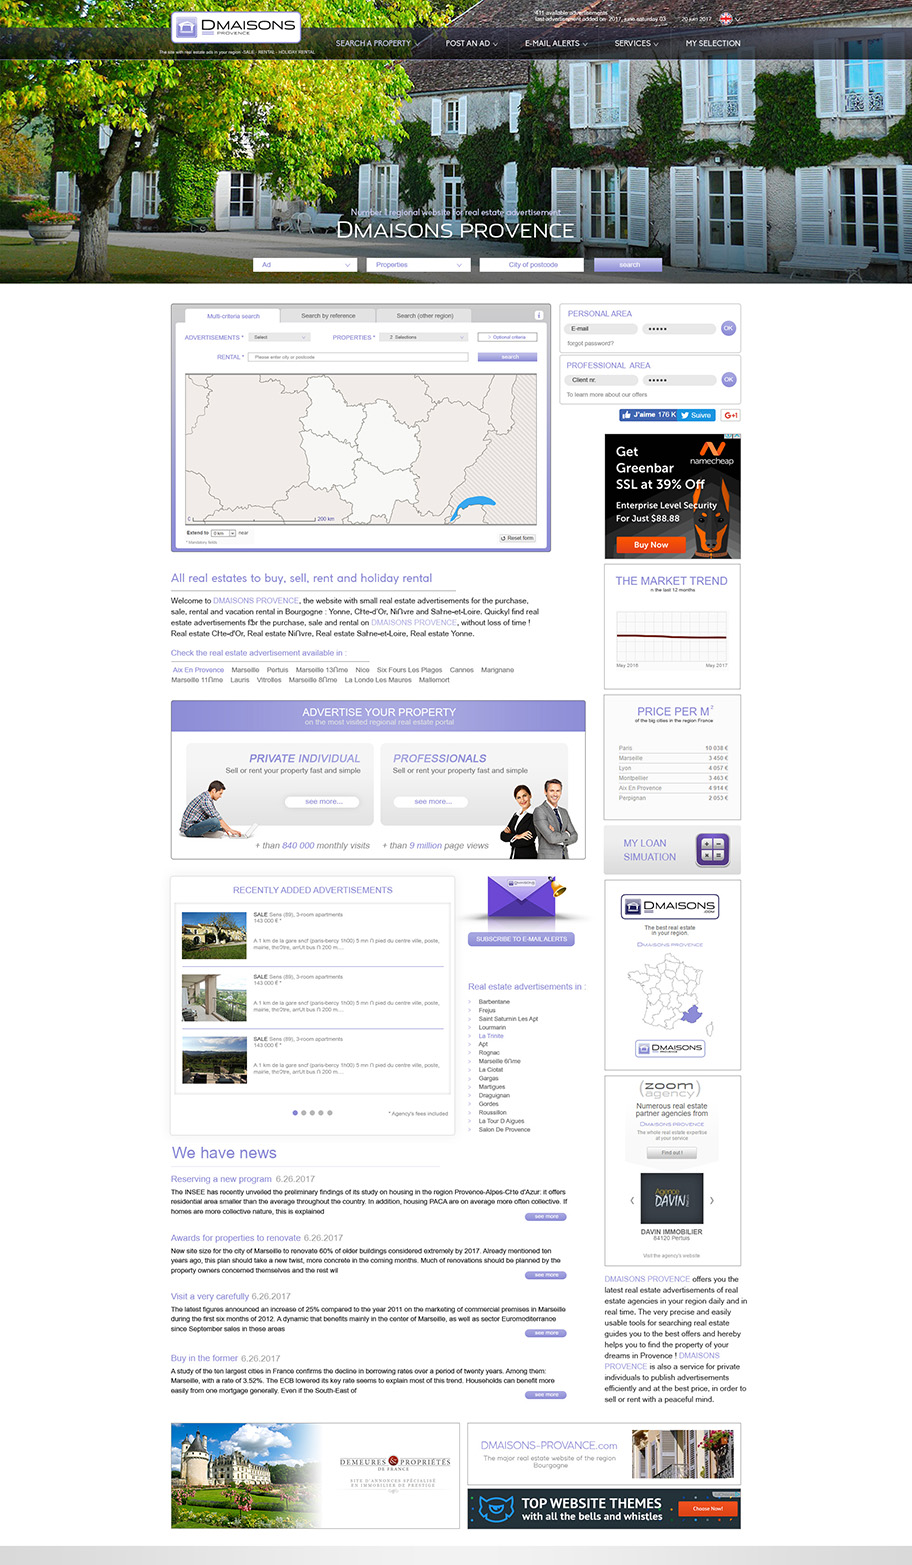 DMAISONS
PROVENCE
The site with real estate ads in your region -SALE - RENTAL - HOLIDAY RENTAL
411 available advertisements
last advertisement added on 2017, june saturday 03
20 juin 2017
SEARCH A PROPERTY
POST AN AD
E-MAIL ALERTS
SERVICES
MY SELECTION
Number 1 regional website for real estate advertisement
DMAISONS PROVENCE
Ad
Properties
City of postcode
search
Multi-criteria search
Search by reference
Search (other region)
i
ADVERTISEMENTS *
Select
PROPERTIES *
2 Selections
Optional criteria
RENTAL *
Please enter city or postcode
search
200 km
Extend to 0 km near
* Mandatory fields
Reset form
PERSONAL AREA
E-mail
•••••
OK
forgot password?
PROFESSIONAL AREA
Client nr.
•••••
OK
To learn more about our offers
J'aime 176 K
Suivre
G+1
Get
Greenbar
SSL at 39% Off
namecheap
Enterprise Level Security
For Just $88.88
Buy Now
THE MARKET TREND
n the last 12 months
May 2016
May 2017
All real estates to buy, sell, rent and holiday rental
Welcome to DMAISONS PROVENCE, the website with small real estate advertisements for the purchase,
sale, rental and vacation rental in Bourgogne : Yonne,
Quickyl find real
estate advertisements
the purchase, sale and rental on DMAISONS PROVENCE, without loss of time !
Real estate
Real estate
Real estate
Real estate Yonne.
Check the real estate advertisement available in :
Aix En Provence Marseille Pertuis Marseille Nice Six Fours Les Plages Cannes Marignane
Marseille Lauris Vitrolles Marseille La Londe Les Maures Mallemort
PRICE PER M²
of the big cities in the region France
Paris 10 038 €
Marseille 3 458 €
Lyon 4 057 €
Montpellier 3 463 €
Aix En Provence 4 914 €
Perpignan 2 053 €
ADVERTISE YOUR PROPERTY
on the most visited regional real estate portal
PRIVATE INDIVIDUAL
Sell or rent your property fast and simple
see more...
PROFESSIONALS
Sell or rent your property fast and simple
see more...
+ than 840 000 monthly visits
+ than 9 million page views
MY LOAN
SIMUATION
RECENTLY ADDED ADVERTISEMENTS
SALE Sens (89), 3-room apartments
143 000 € *
A 1 km de la gare sncf (paris-bercy 1h00) 5 mn pied du centre ville, poste,
mairie, bus 200 m....
SALE Sens (89), 3-room apartments
143 000 € *
A 1 km de la gare sncf (paris-bercy 1h00) 5 mn pied du centre ville, poste,
mairie, bus 200 m....
SALE Sens (89), 3-room apartments
143 000 € *
A 1 km de la gare sncf (paris-bercy 1h00) 5 mn pied du centre ville, poste,
mairie, bus 200 m....
* Agency's fees included
DMAISONS
SUBSCRIBE TO E-MAIL ALERTS
Real estate advertisements in :
Barbentane
Frejus
Saint Saturnin Les Apt
Lourmarin
La Trinite
Apt
Rognac
Marseille
La Ciotat
Gargas
Martigues
Draguignan
Gordes
Roussillon
La Tour D Aigues
Salon De Provence
DMAISONS
.COM
The best real estate
in your region.
DMAISONS PROVENCE
DMAISONS
PROVENCE
zoom
agency
Numerous real estate
partner agencies from
DMAISONS PROVENCE
The whole real estate expertise
at your service
Find out !
Agence
DAVIN
DAVIN IMMOBILIER
84120 Pertuis
Visit the agency's website
We have news
Reserving a new program 6.26.2017
The INSEE has recently unveiled the preliminary findings of its study on housing in the region it offers
residential area smaller than the average throughout the country. In addition, housing PACA are on average more often collective. If
homes are more collective nature, this is explained
see more
Awards for properties to renovate 6.26.2017
New site size for the city of Marseille to renovate 60% of older buildings considered extremely by 2017. Already mentioned ten
years ago, this plan should take a new twist, more concrete in the coming months. Much of renovations should be planned by the
property owners concerned themselves and the rest wil
see more
Visit a very carefully 6.26.2017
The latest figures announced an increase of 25% compared to the year 2011 on the marketing of commercial premises in Marseille
during the first six months of 2012. A dynamic that benefits mainly in the center of Marseille, as well as sector Euromoditerranee
since September sales in these areas
see more
Buy in the former 6.26.2017
A study of the ten largest cities in France confirms the decline in borrowing rates over a period of twenty years. Among them:
Marseille, with a rate of 3.52%. The ECB lowered its key rate seems to explain most of this trend. Households can benefit more
easily from one mortgage generally. Even if the South-East of
see more
DMAISONS PROVENCE offers you the
latest real estate advertisements of real
estate agencies in your region daily and in
real time. The very precise and easily
usable tools for searching real estate
guides you to the best offers and hereby
helps you to find the property of your
dreams in Provence ! DMAISONS
PROVENCE is also a service for private
individuals to publish advertisements
efficiently and at the best price, in order to
sell or rent with a peaceful mind.
DEMEURES & PROPRIÉTÉS
DE FRANCE
SITE D'ANNONCES SPÉCIALISÉ
EN IMMOBILIER DE PRESTIGE
DMAISONS-PROVANCE.com
The major real estate website of the region
Bourgogne
TOP WEBSITE THEMES
with all the bells and whistles
Choose Now!